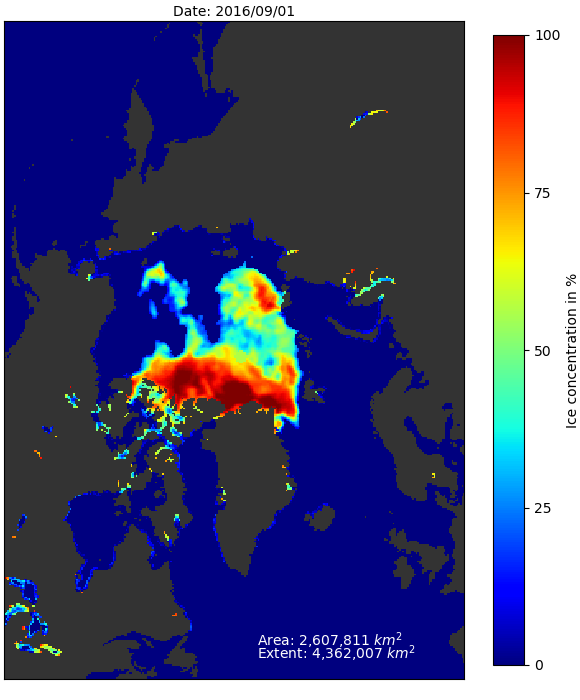 Date: 2016/09/01
100
75
50
25
0
Ice concentration in %
Area: 2,607,811 km²
Extent: 4,362,007 km²